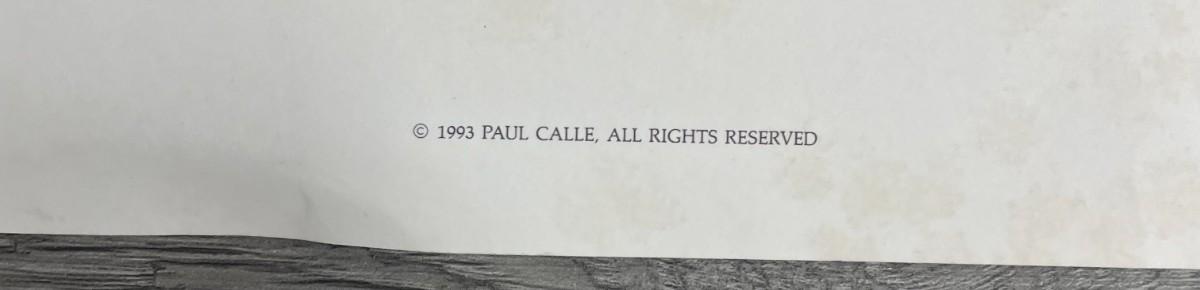 © 1993 PAUL CALLE, ALL RIGHTS RESERVED